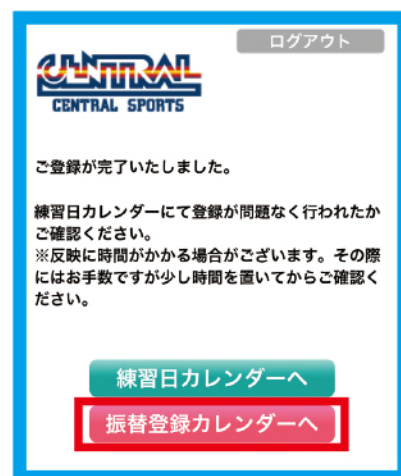 ログアウト
CENTRAL
CENTRAL SPORTS
ご登録が完了いたしました。
練習日カレンダーにて登録が問題なく行われたか
ご確認ください。
※反映に時間がかかる場合がございます。その際
にはお手数ですが少し時間を置いてからご確認く
ださい。
練習日カレンダーへ
振替登録カレンダーへ